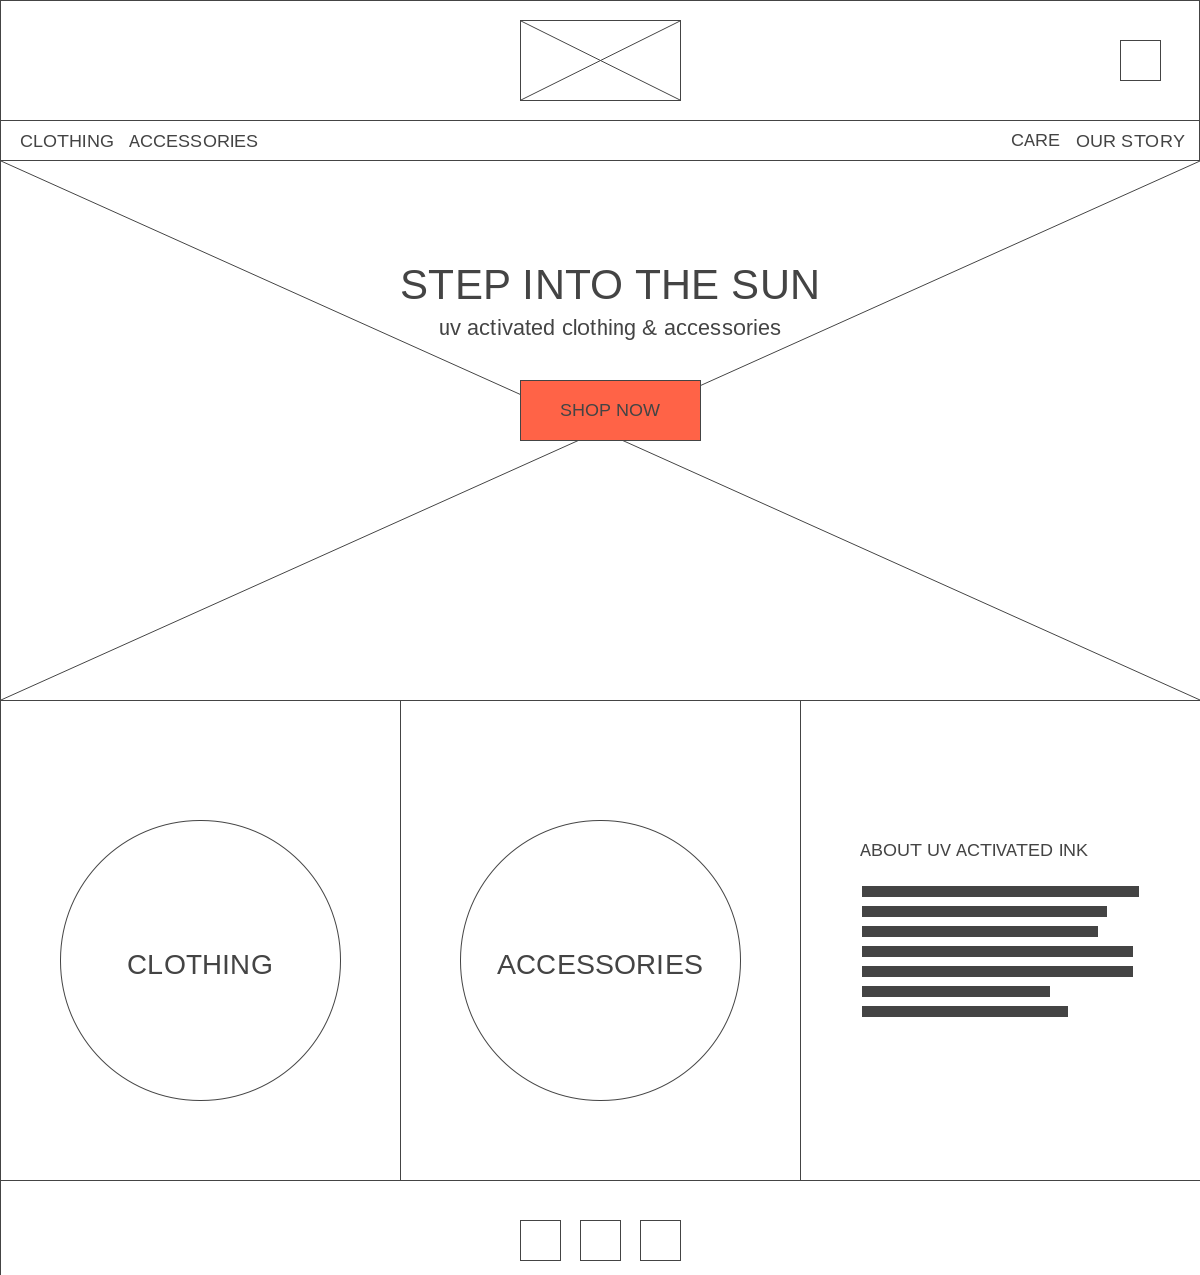 CLOTHING ACCESSORIES CARE OUR STORY
STEP INTO THE SUN
uv activated clothing & accessories
SHOP NOW
CLOTHING
ACCESSORIES
ABOUT UV ACTIVATED INK